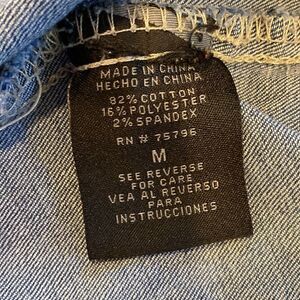 MADE IN CHINA
HECHO EN CHINA
82% COTTON
16% POLYESTER
2% SPANDEX
RN # 75796
M
SEE REVERSE
FOR CARE
VEA AL REVERSO
PARA
INSTRUCCIONES